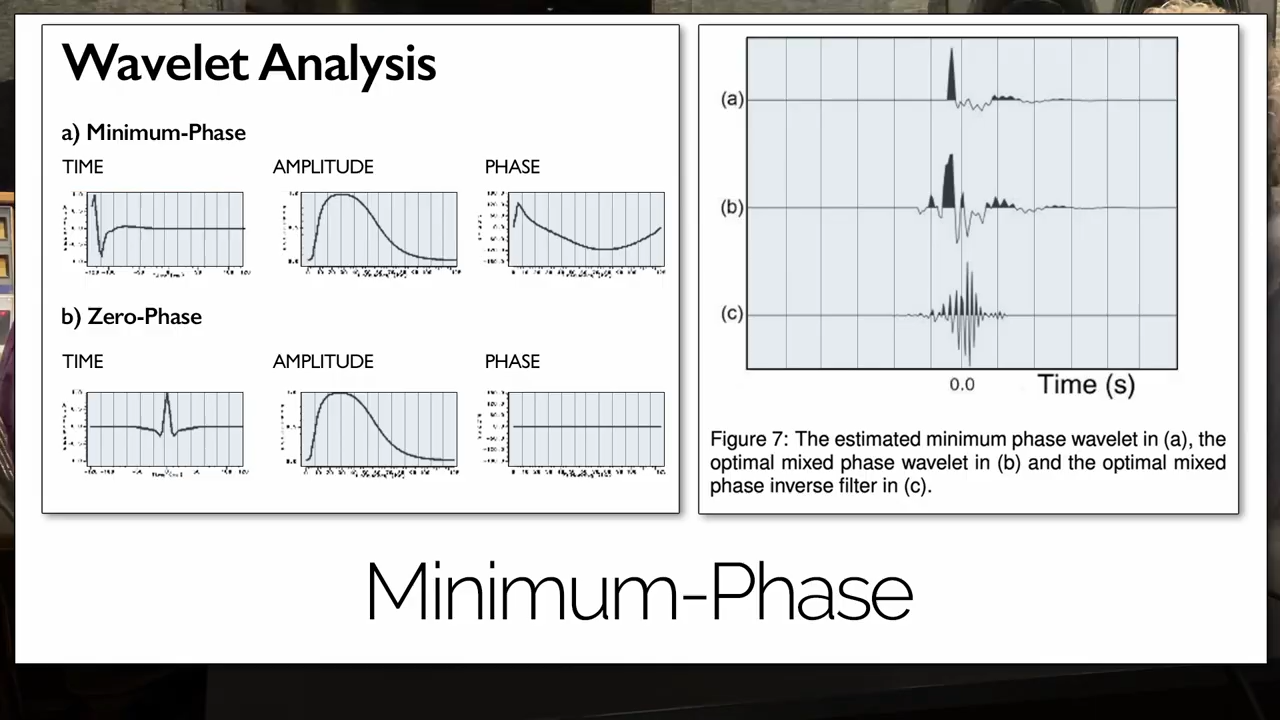 Wavelet Analysis
a) Minimum-Phase
TIME AMPLITUDE PHASE
b) Zero-Phase
TIME AMPLITUDE PHASE
(a)
(b)
(c)
0.0 Time (s)
Figure 7: The estimated minimum phase wavelet in (a), the
optimal mixed phase wavelet in (b) and the optimal mixed
phase inverse filter in (c).
Minimum-Phase